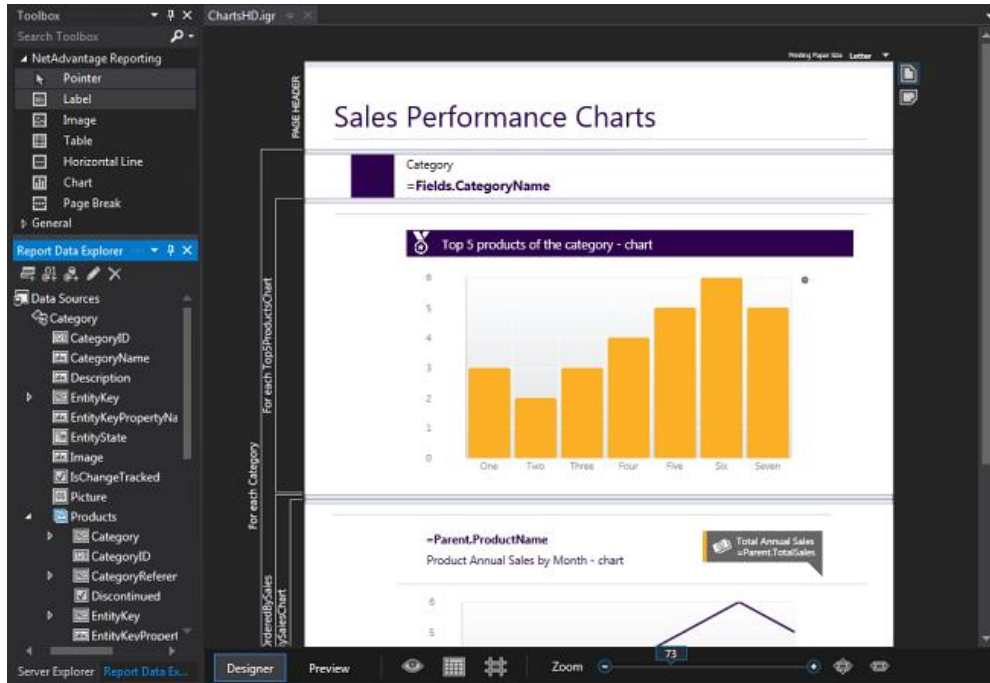 Toolbox
Search Toolbox
NetAdvantage Reporting
Pointer
Label
Image
Table
Horizontal Line
Chart
Page Break
General
Report Data Explorer
Data Sources
Category
CategoryID
CategoryName
Description
EntityKey
EntityKeyPropertyNa
EntityState
Image
IsChangeTracked
Picture
Products
Category
CategoryID
CategoryReferer
Discontinued
EntityKey
EntityKeyPropert
Server Explorer Report Data Ex...
ChartsHD.igr
Printing Paper Size Letter
PAGE HEADER
Sales Performance Charts
Category
=Fields.CategoryName
For each Category
For each Top5ProductsChart
Top 5 products of the category - chart
6
5
4
3
2
1
0
One Two Three Four Five Six Seven
OrderedBySales
ySalesChart
=Parent.ProductName
Product Annual Sales by Month - chart
Total Annual Sales
=Parent.TotalSales
6
5
Designer Preview Zoom 73